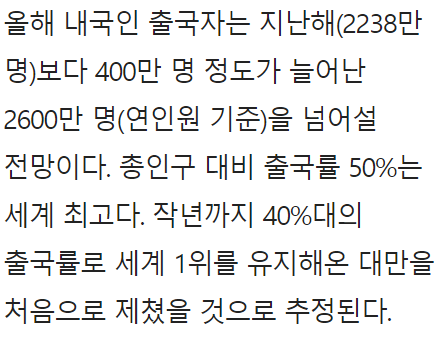 올해 내국인 출국자는 지난해(2238만
명)보다 400만 명 정도가 늘어난
2600만 명(연인원 기준)을 넘어설
전망이다. 총인구 대비 출국률 50%는
세계 최고다. 작년까지 40%대의
출국률로 세계 1위를 유지해온 대만을
처음으로 제쳤을 것으로 추정된다.